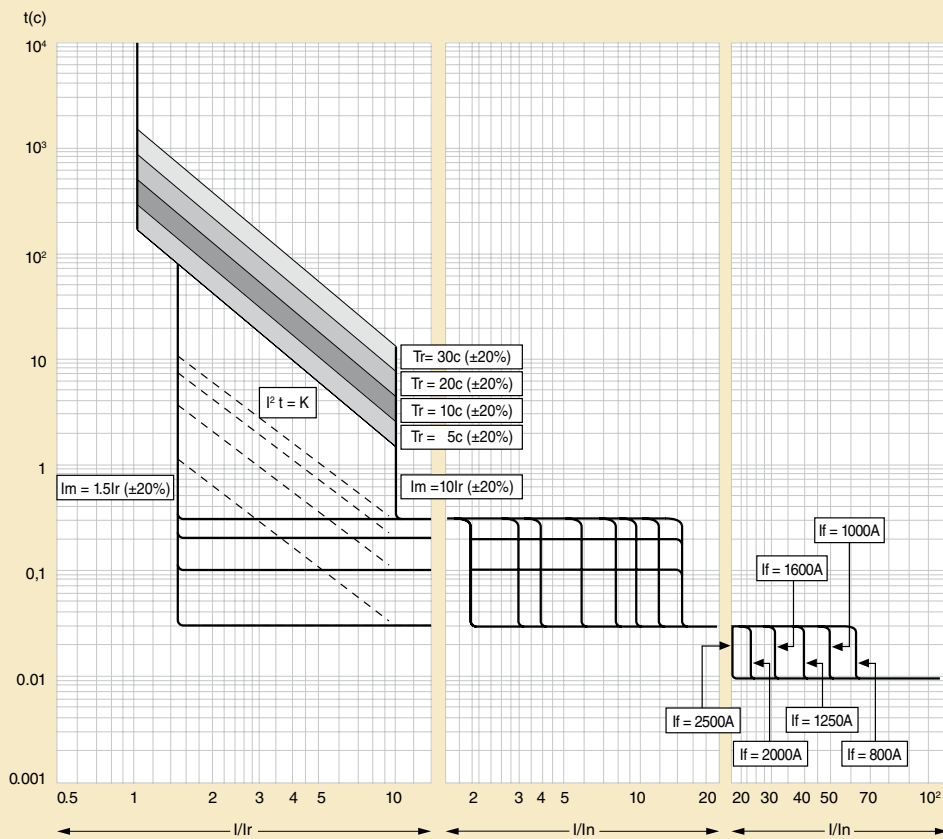 t(c)
10⁴
10³
10²
10
1
0,1
0.01
0.001
Tr= 30c (±20%)
Tr = 20c (±20%)
Tr = 10c (±20%)
Tr = 5c (±20%)
I² t = K
Im = 1.5Ir (±20%)
Im =10Ir (±20%)
If = 1000A
If = 1600A
If = 2500A
If = 1250A
If = 2000A
If = 800A
0.5 1 2 3 4 5 10
2 3 4 5 10 20
20 30 40 50 70 10²
I/Ir
I/In
I/In